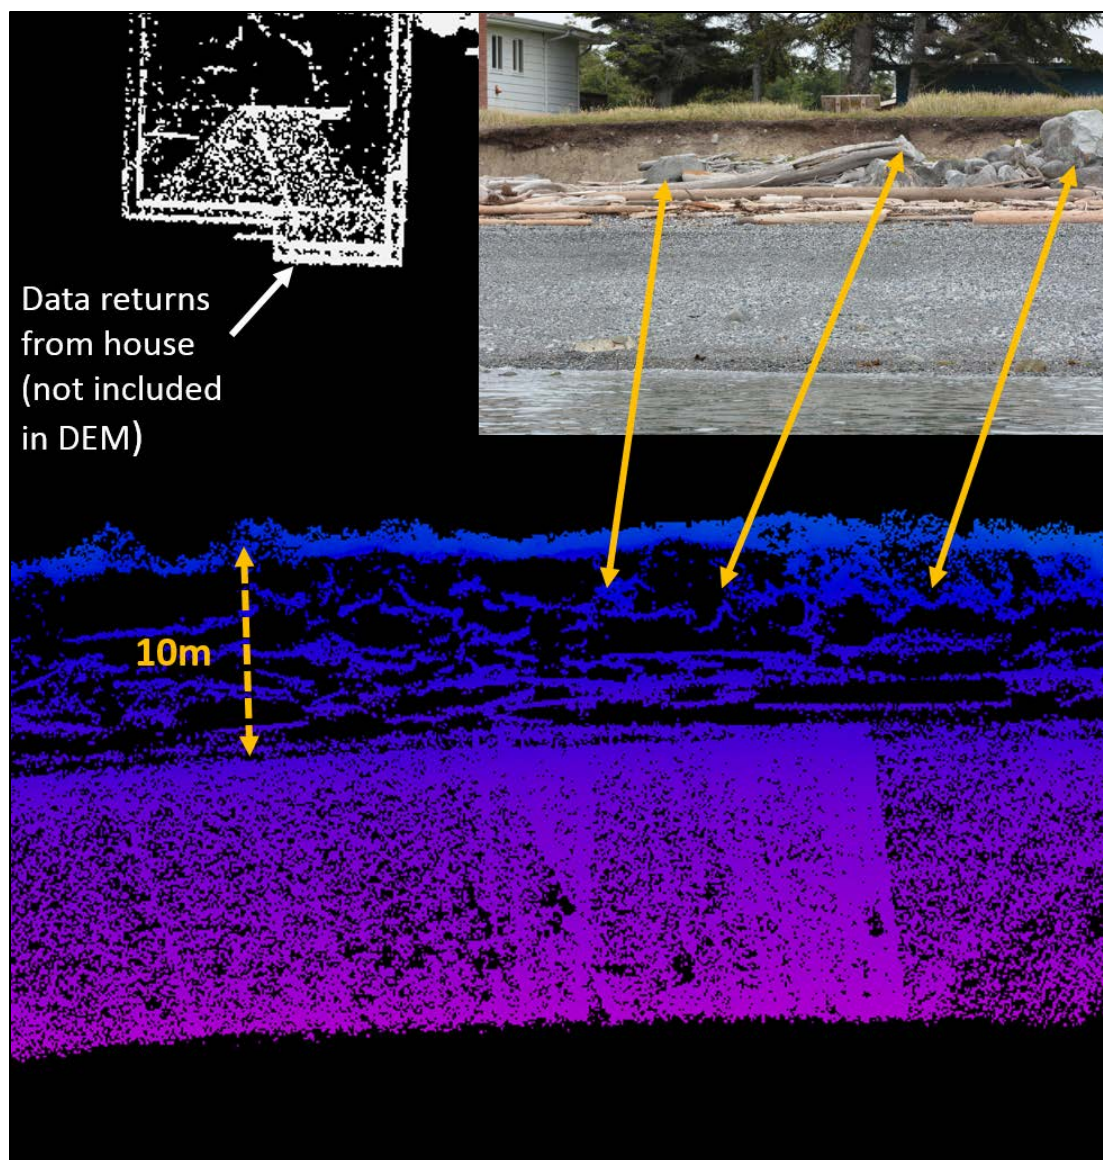 Data returns
from house
(not included
in DEM)
10m